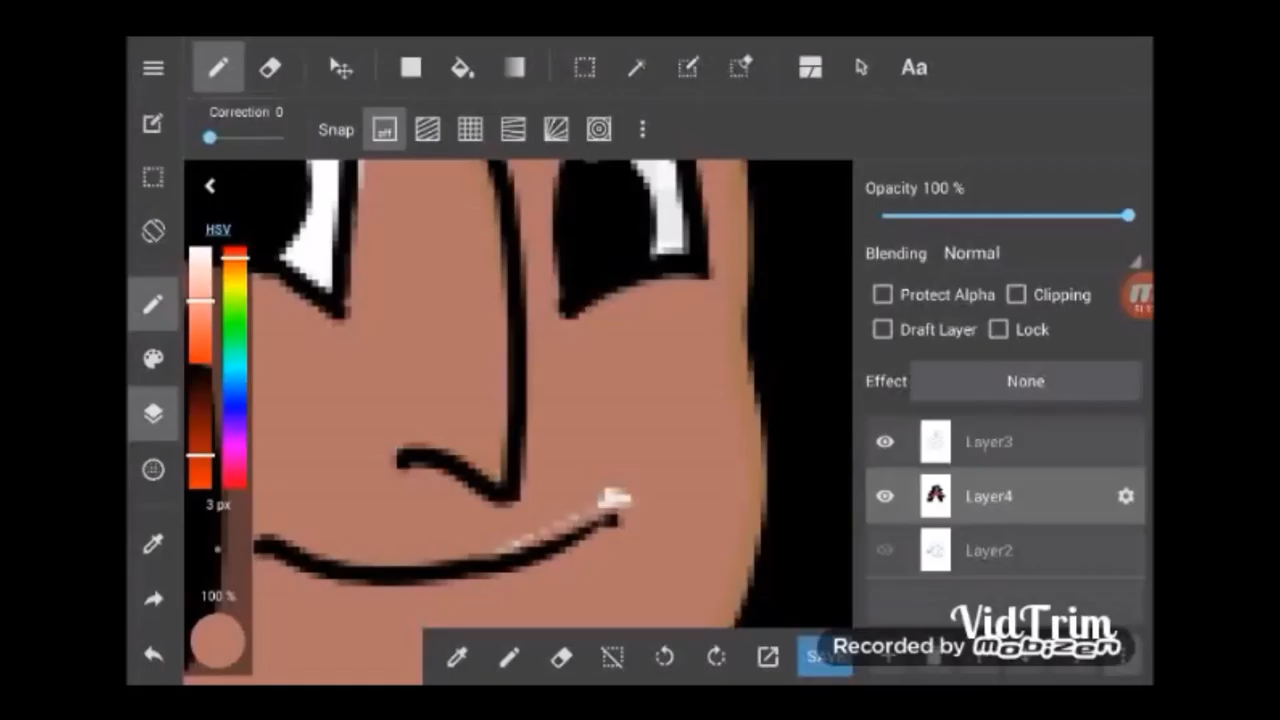 Aa
Correction 0
Snap
off
HSV
Opacity 100 %
Blending Normal
Protect Alpha
Clipping
Draft Layer
Lock
Effect
None
Layer3
Layer4
3 px
Layer2
100 %
VidTrim
Recorded by mobizen